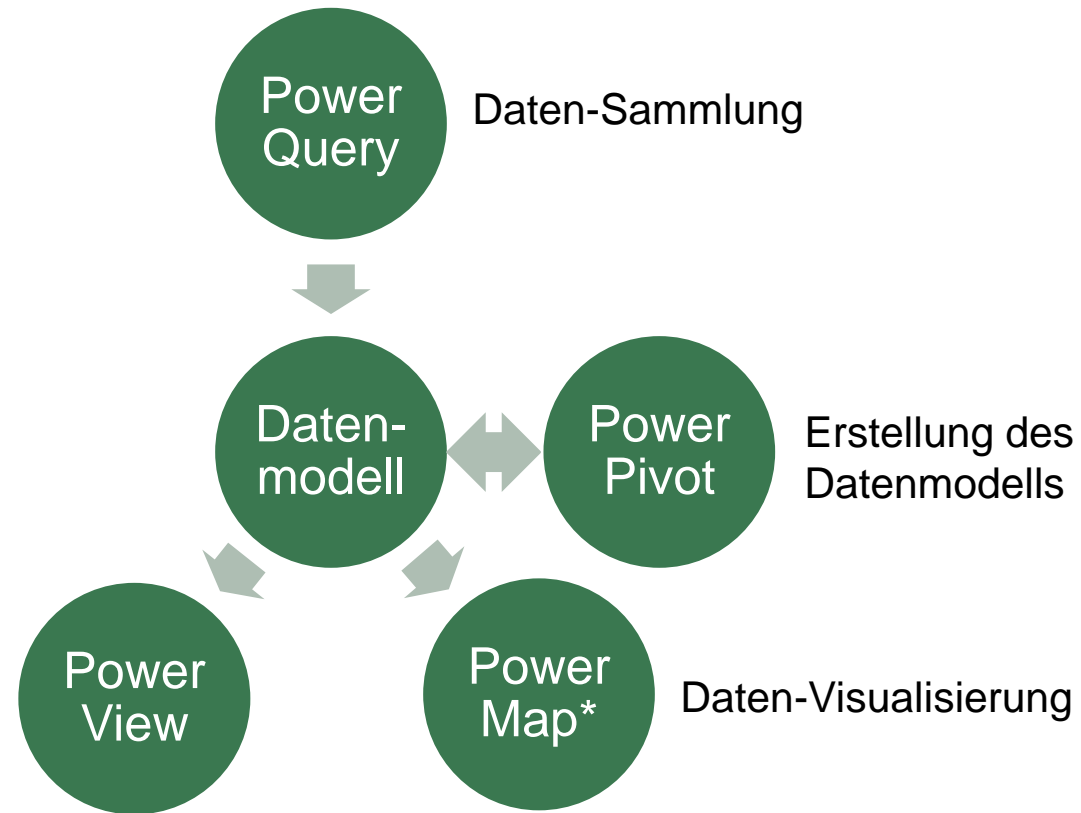 Power
Query
Daten-Sammlung
Daten-
modell
Power
Pivot
Erstellung des
Datenmodells
Power
View
Power
Map*
Daten-Visualisierung